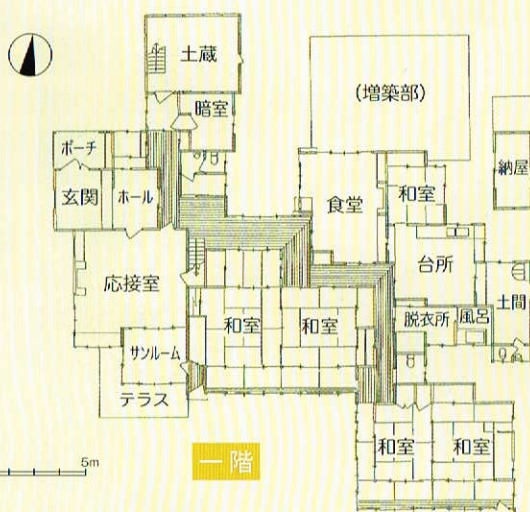 土蔵
暗室
(増築部)
ポーチ
納屋
玄関
ホール
食堂
和室
台所
応接室
土間
和室
和室
脱衣所
風呂
サンルーム
テラス
和室
和室
5m
一階